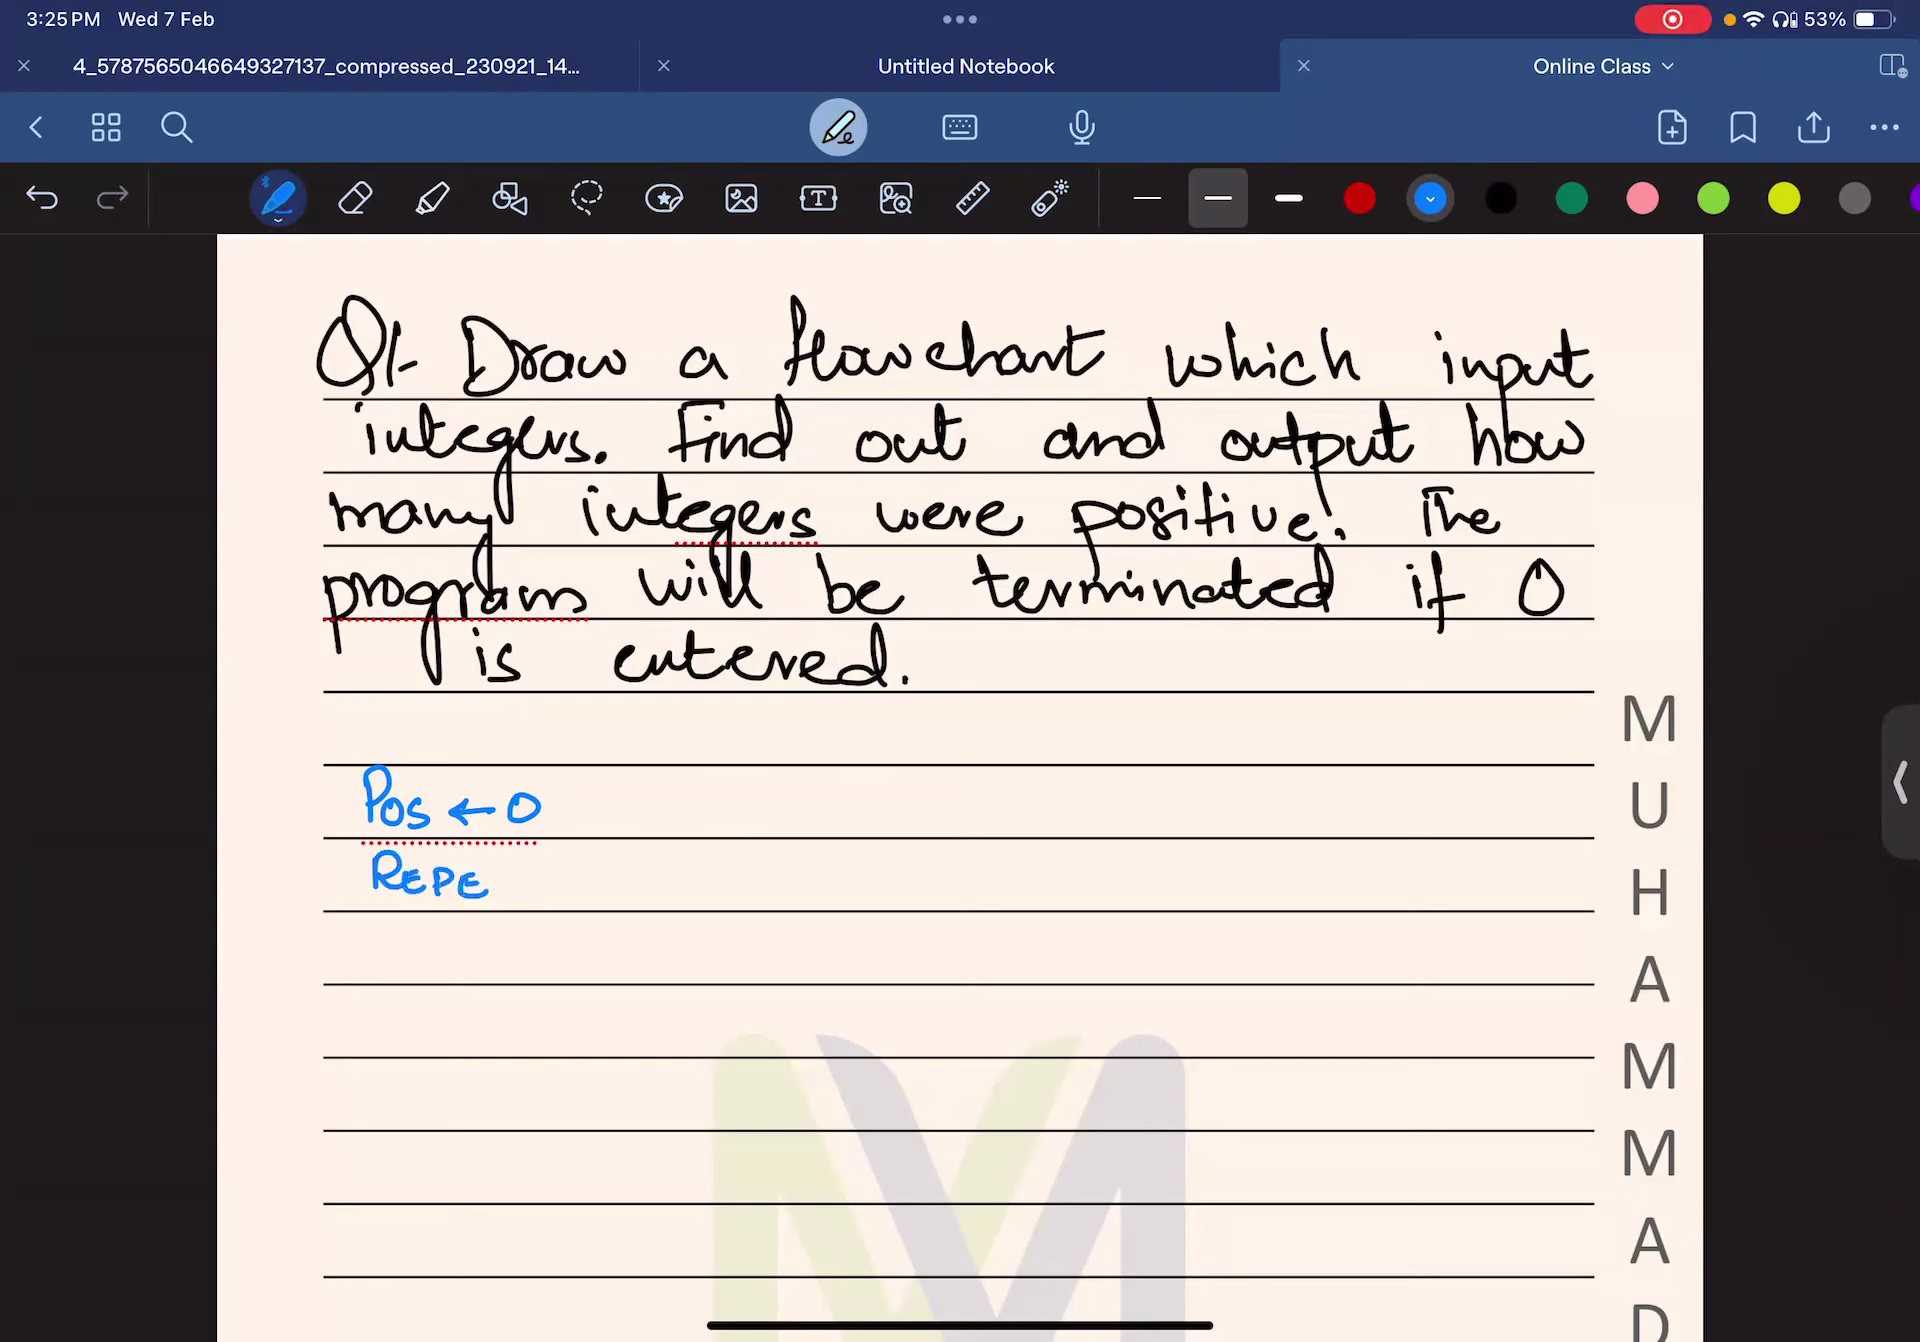 3:25 PM Wed 7 Feb
53%
4_5787565046649327137_compressed_230921_14...
Untitled Notebook
Online Class
Q1- Draw a flowchart which input
integers. Find out and output how
many integers were positive. The
program will be terminated if 0
is entered.
Pos ← 0
REPE
M
U
H
A
M
M
A
D